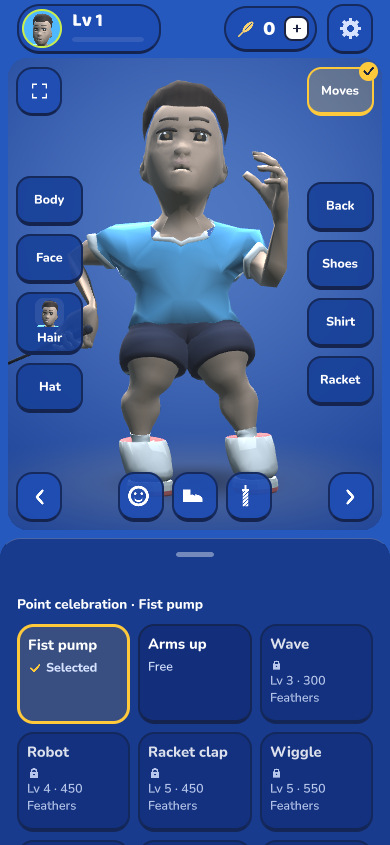 Lv 1
0
+
Moves
Body
Back
Face
Shoes
Hair
Shirt
Hat
Racket
Point celebration · Fist pump
Fist pump
Selected
Arms up
Free
Wave
Lv 3 · 300
Feathers
Robot
Lv 4 · 450
Feathers
Racket clap
Lv 5 · 450
Feathers
Wiggle
Lv 5 · 550
Feathers